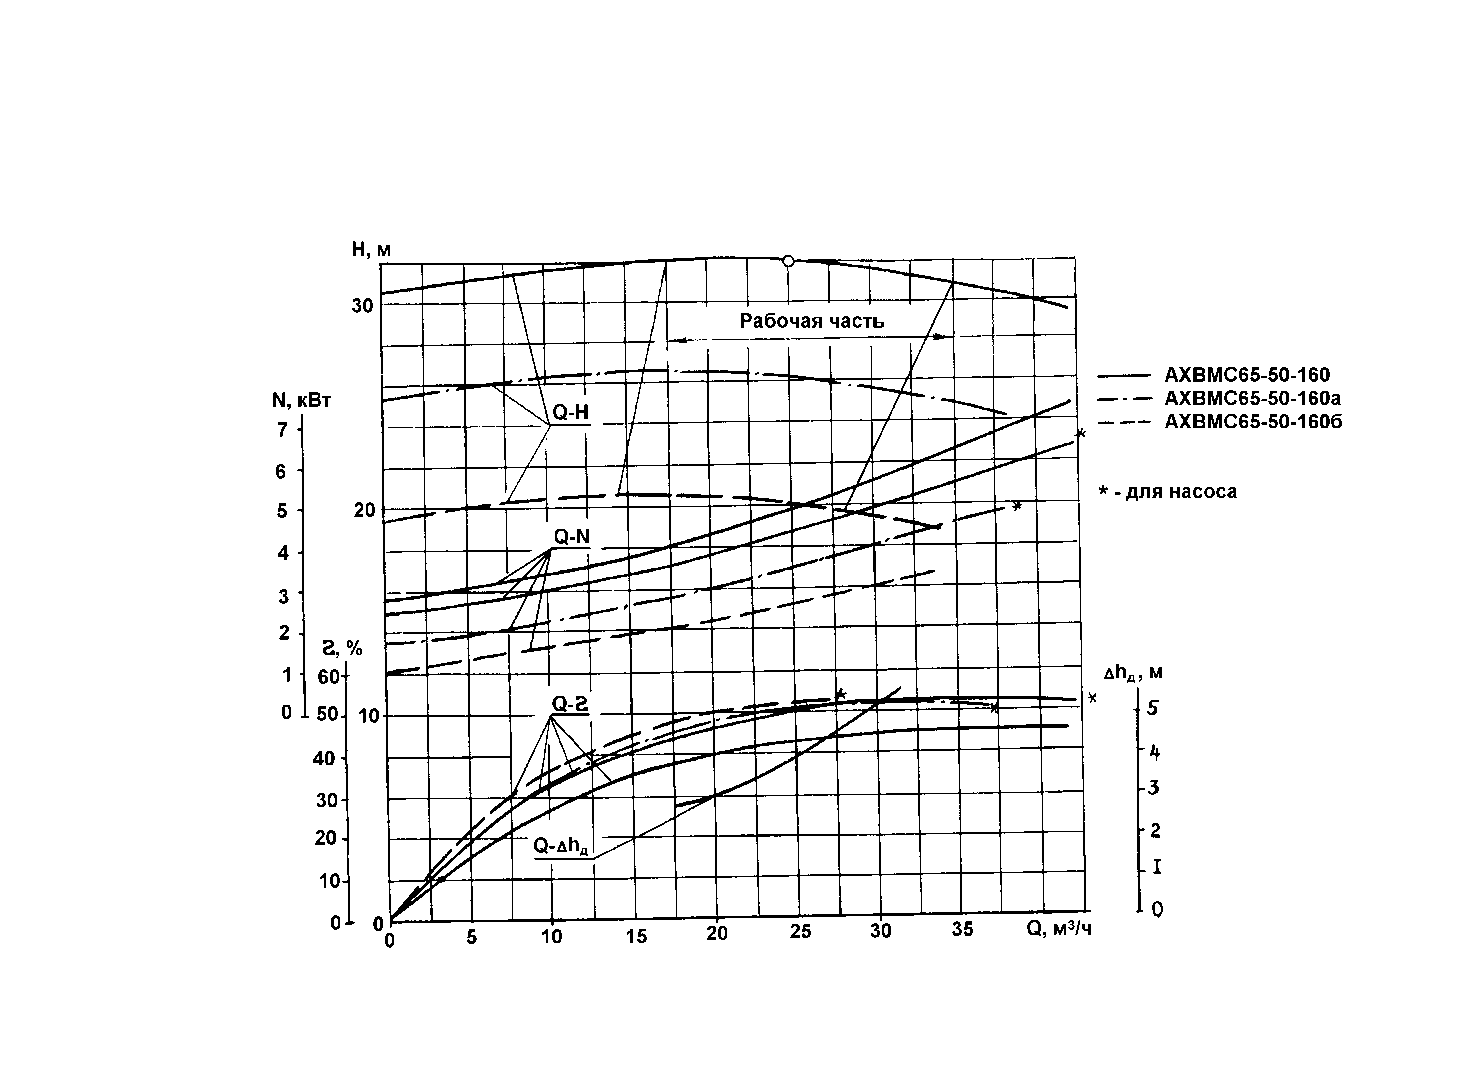 Н, м
30
Рабочая часть
АХВМС65-50-160
N, кВт
АХВМС65-50-160а
Q-H
АХВМС65-50-160б
7
6
* - для насоса
5
20
Q-N
4
3
2
Ƨ, %
1
60
Δhд, м
Q-Ƨ
0
50
10
5
40
4
30
3
20
2
Q-Δhд
10
I
0
0
0
0
5
10
15
20
25
30
35
Q, м³/ч